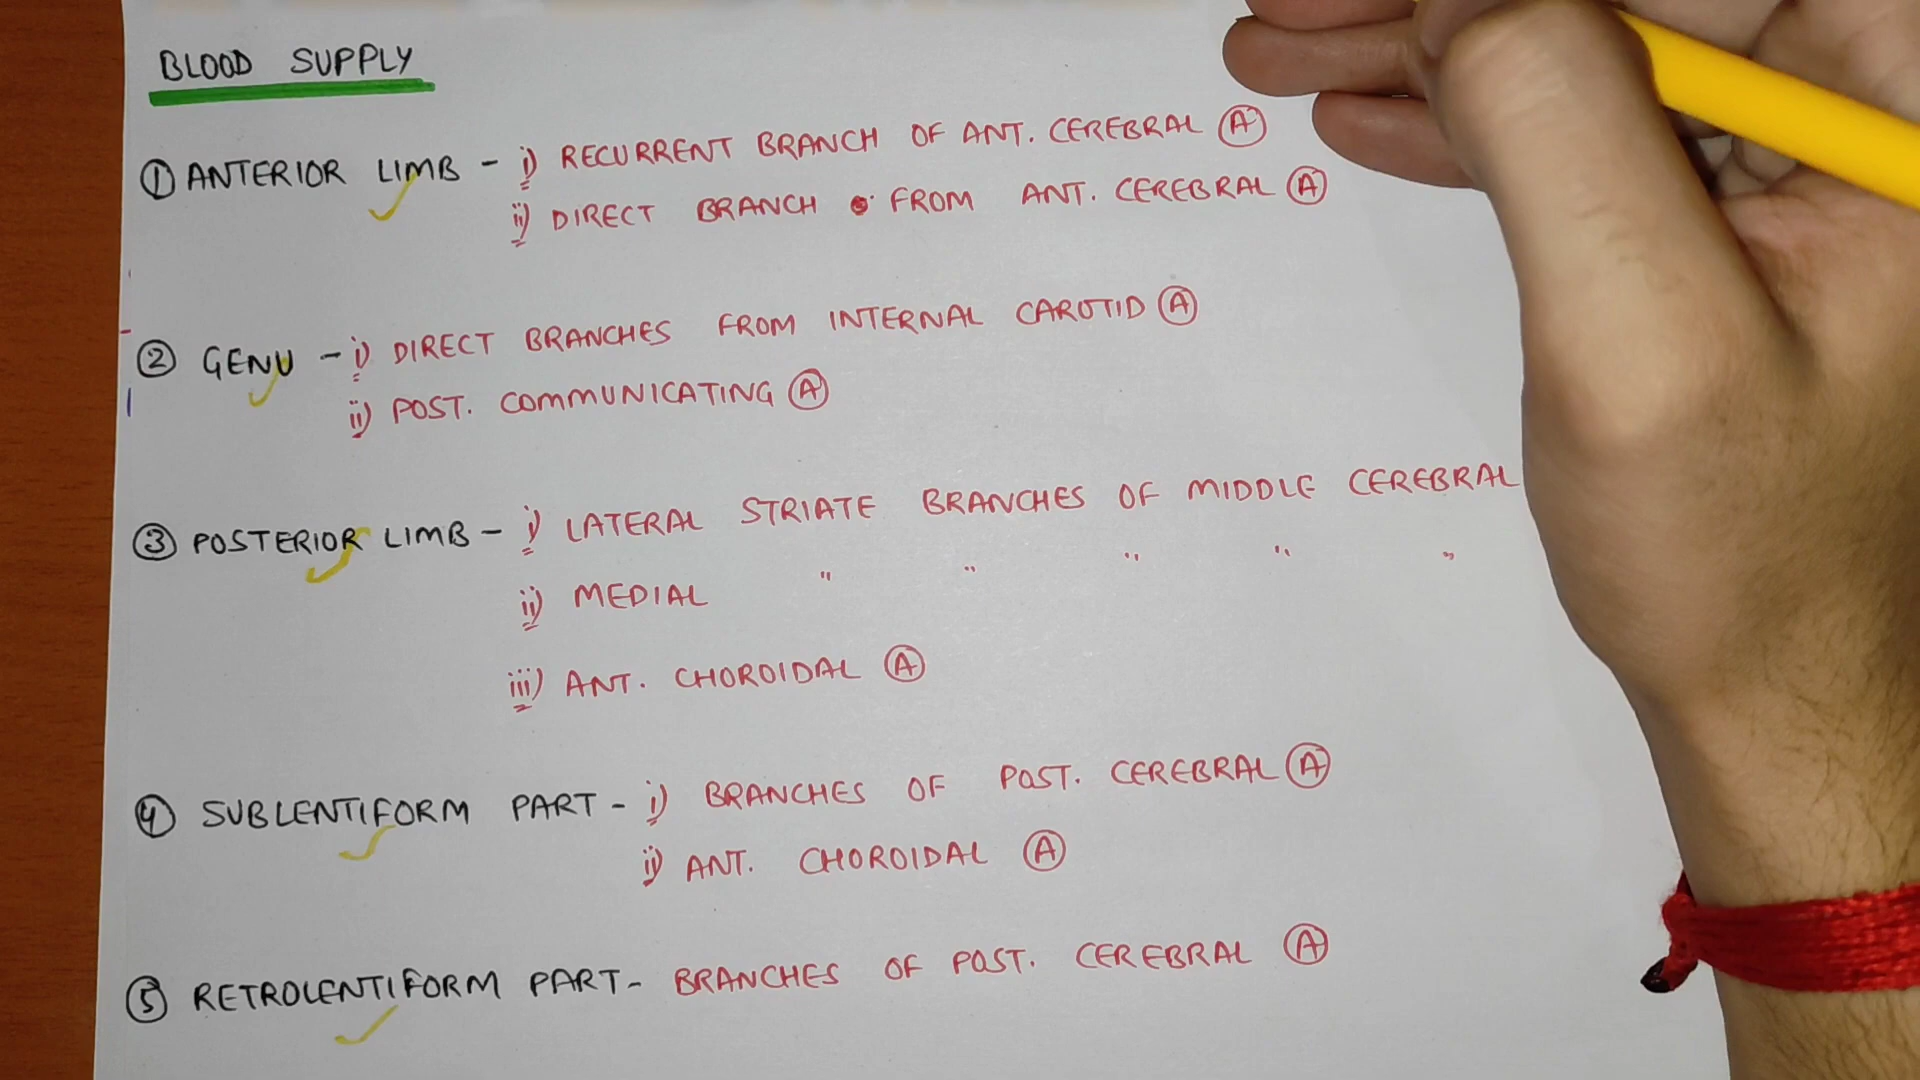 BLOOD SUPPLY
① ANTERIOR LIMB - i) RECURRENT BRANCH OF ANT. CEREBRAL Ⓐ
ii) DIRECT BRANCH FROM ANT. CEREBRAL Ⓐ
② GENU - i) DIRECT BRANCHES FROM INTERNAL CAROTID Ⓐ
ii) POST. COMMUNICATING Ⓐ
③ POSTERIOR LIMB - i) LATERAL STRIATE BRANCHES OF MIDDLE CEREBRAL
ii) MEDIAL " " " " "
iii) ANT. CHOROIDAL Ⓐ
④ SUBLENTIFORM PART - i) BRANCHES OF POST. CEREBRAL Ⓐ
ii) ANT. CHOROIDAL Ⓐ
⑤ RETROLENTIFORM PART - BRANCHES OF POST. CEREBRAL Ⓐ